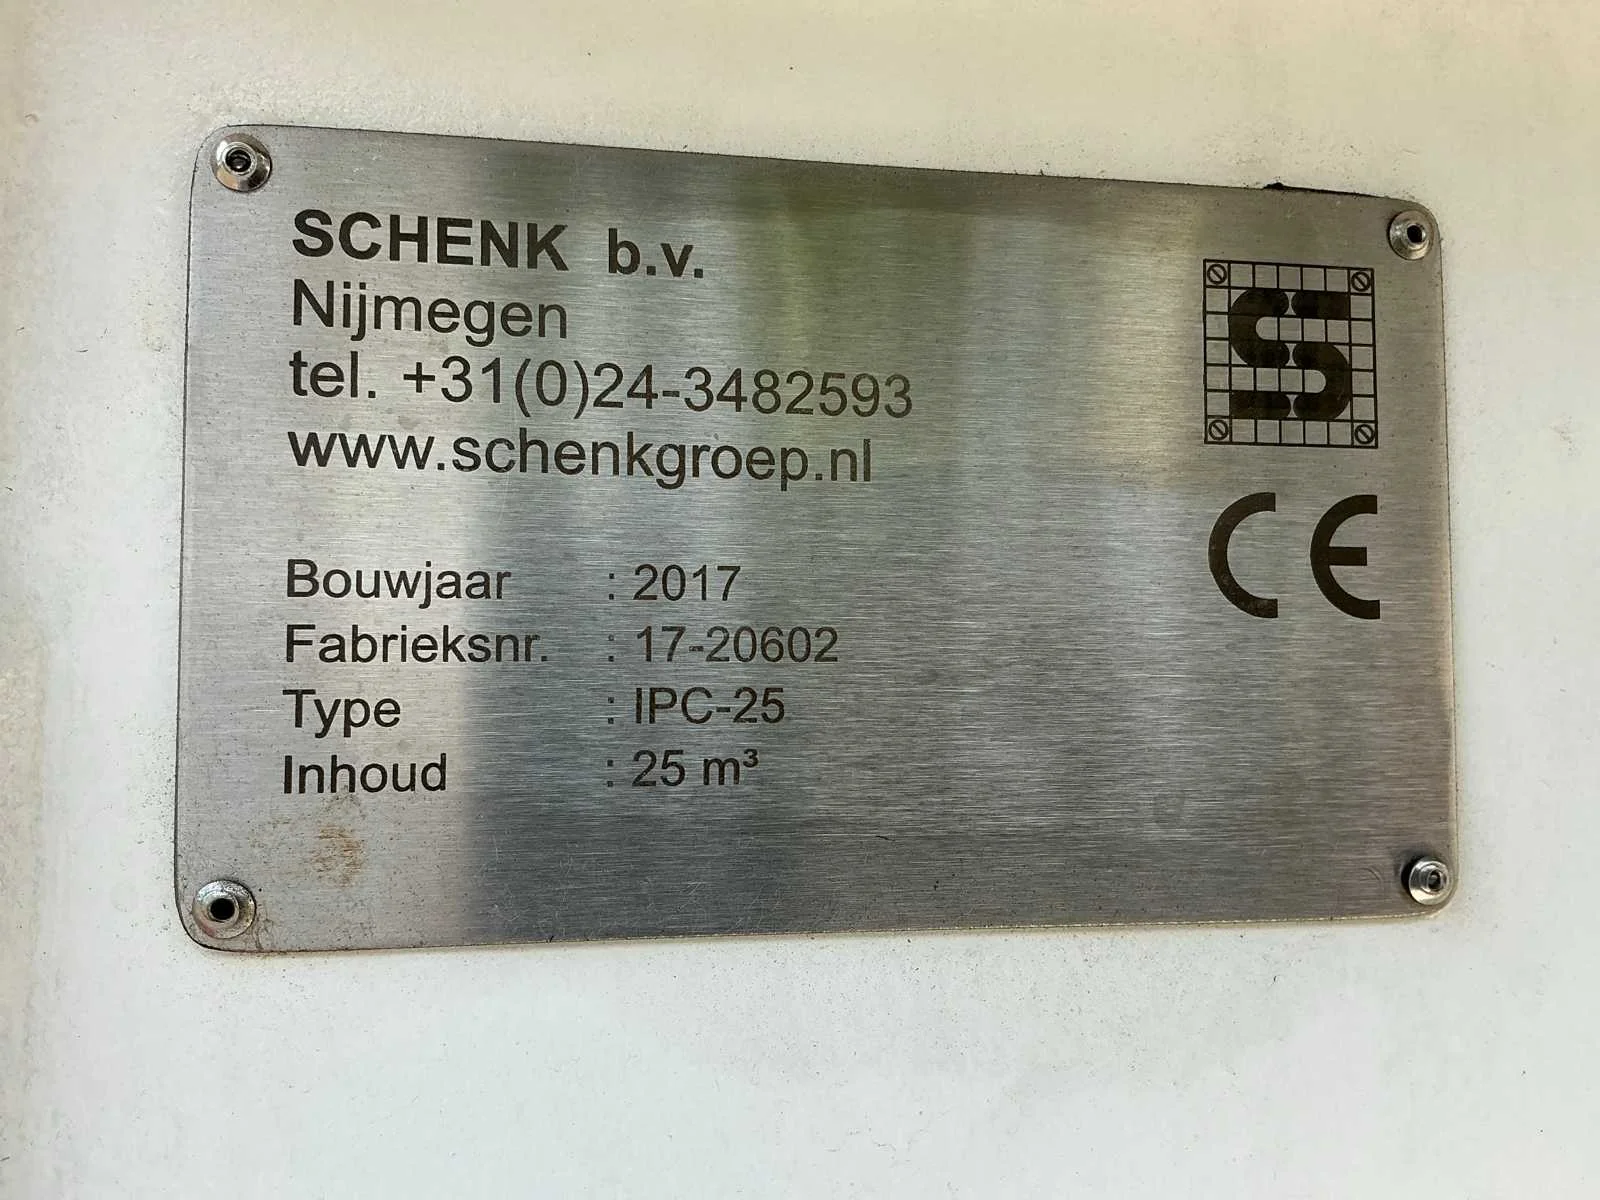 SCHENK b.v.
Nijmegen
tel. +31(0)24-3482593
www.schenkgroep.nl
S
CE
Bouwjaar : 2017
Fabrieksnr. : 17-20602
Type : IPC-25
Inhoud : 25 m³